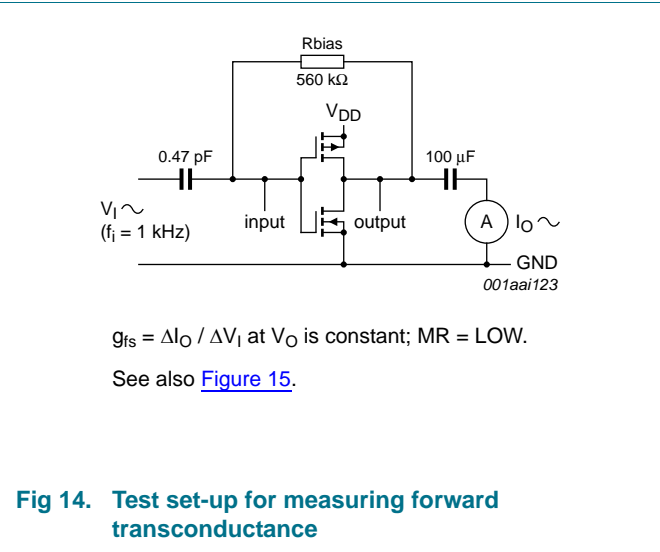 Rbias
560 kΩ
VDD
0.47 pF
100 μF
VI
(fi = 1 kHz)
input
output
A
IO
GND
001aai123
gfs = ΔIO / ΔVI at VO is constant; MR = LOW.
See also Figure 15.
Fig 14. Test set-up for measuring forward
transconductance